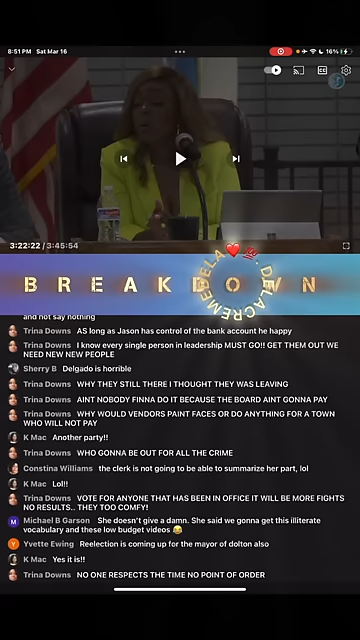 8:51 PM Sat Mar 16
16%
3:22:22 / 3:45:54
BREAKDOWN
DELACREMEDELA
and not say nothing
Trina Downs AS long as Jason has control of the bank account he happy
Trina Downs I know every single person in leadership MUST GO!! GET THEM OUT WE
NEED NEW NEW PEOPLE
Sherry B Delgado is horrible
Trina Downs WHY THEY STILL THERE I THOUGHT THEY WAS LEAVING
Trina Downs AINT NOBODY FINNA DO IT BECAUSE THE BOARD AINT GONNA PAY
Trina Downs WHY WOULD VENDORS PAINT FACES OR DO ANYTHING FOR A TOWN
WHO WILL NOT PAY
K Mac Another party!!
Trina Downs WHO GONNA BE OUT FOR ALL THE CRIME
Constina Williams the clerk is not going to be able to summarize her part, lol
K Mac Lol!!
Trina Downs VOTE FOR ANYONE THAT HAS BEEN IN OFFICE IT WILL BE MORE FIGHTS
NO RESULTS.. THEY TOO COMFY!
M Michael B Garson She doesn't give a damn. She said we gonna get this illiterate
vocabulary and these low budget videos 😂
Yvette Ewing Reelection is coming up for the mayor of dolton also
K Mac Yes it is!!
Trina Downs NO ONE RESPECTS THE TIME NO POINT OF ORDER